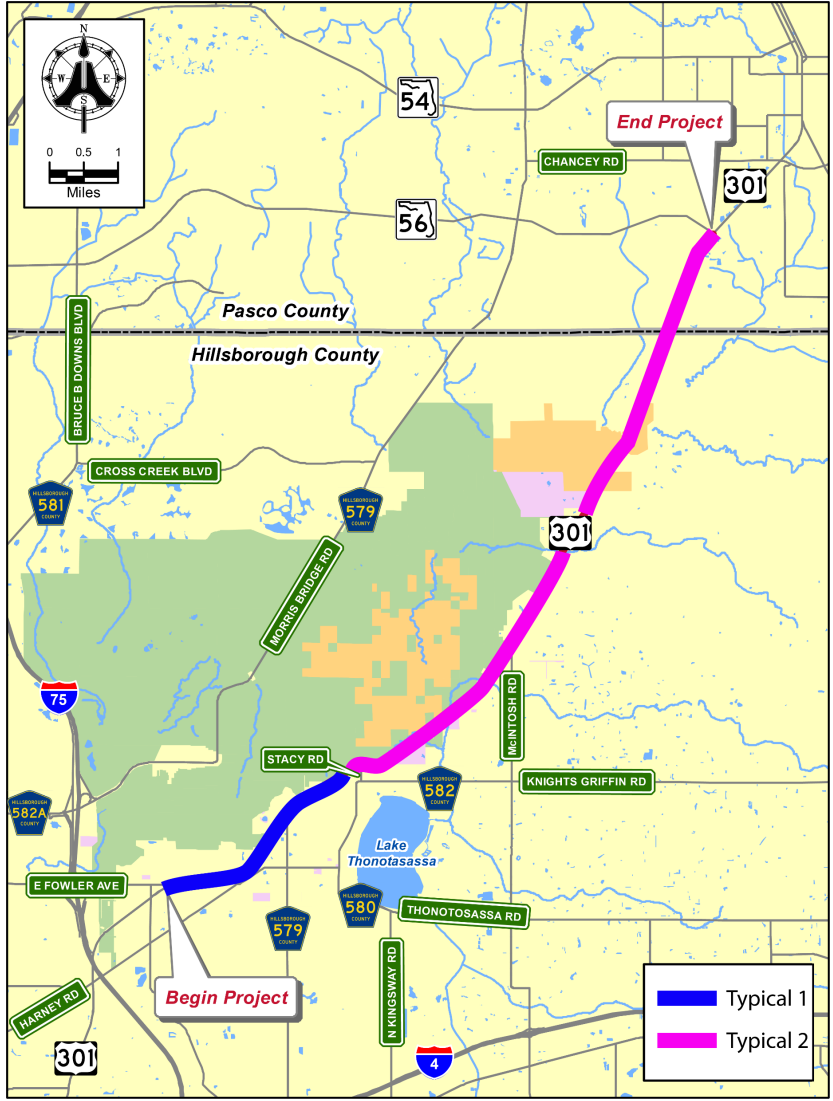 N
W E
S
0 0.5 1
Miles
54
End Project
CHANCEY RD
301
56
Pasco County
Hillsborough County
BRUCE B DOWNS BLVD
CROSS CREEK BLVD
HILLSBOROUGH
581
COUNTY
HILLSBOROUGH
579
COUNTY
301
MORRIS BRIDGE RD
75
McINTOSH RD
STACY RD
HILLSBOROUGH
582
COUNTY
KNIGHTS GRIFFIN RD
HILLSBOROUGH
582A
COUNTY
Lake
Thonotasassa
E FOWLER AVE
HILLSBOROUGH
580
COUNTY
THONOTOSASSA RD
HILLSBOROUGH
579
COUNTY
N KINGSWAY RD
Begin Project
HARNEY RD
301
4
Typical 1
Typical 2